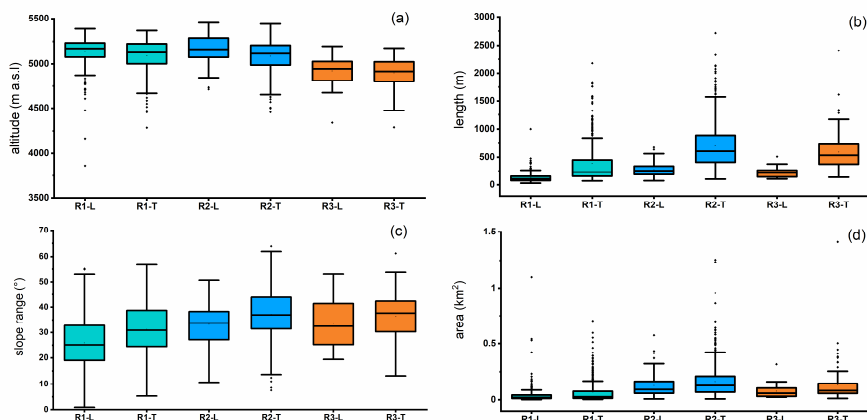 (a)
altitude (m a.s.l)
5500
5000
4500
4000
3500
R1-L R1-T R2-L R2-T R3-L R3-T
(b)
length (m)
3000
2500
2000
1500
1000
500
0
R1-L R1-T R2-L R2-T R3-L R3-T
(c)
slope range (°)
70
60
50
40
30
20
10
0
R1-L R1-T R2-L R2-T R3-L R3-T
(d)
area (km²)
1.5
1
0.5
0
R1-L R1-T R2-L R2-T R3-L R3-T